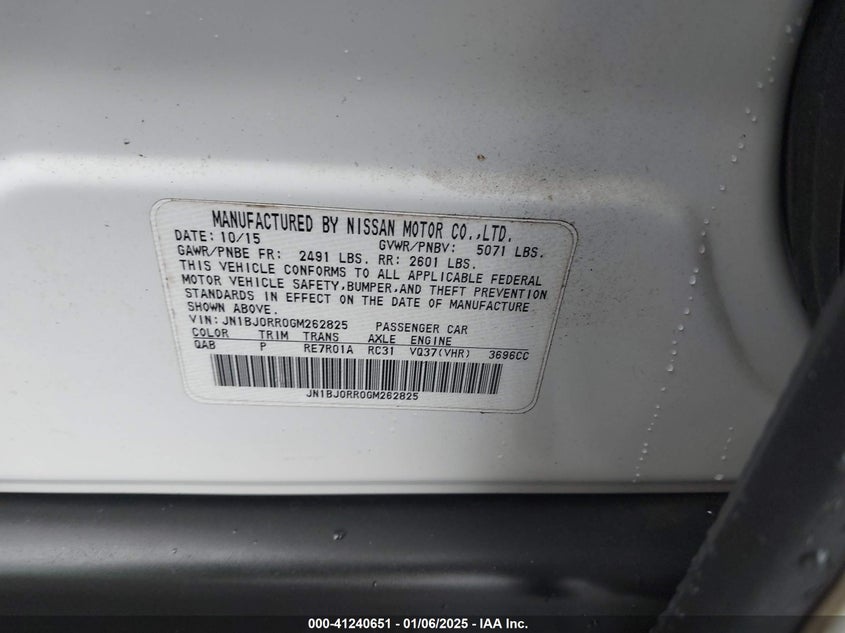 MANUFACTURED BY NISSAN MOTOR CO.,LTD.
DATE: 10/15 GVWR/PNBV: 5071 LBS.
GAWR/PNBE FR: 2491 LBS. RR: 2601 LBS.
THIS VEHICLE CONFORMS TO ALL APPLICABLE FEDERAL
MOTOR VEHICLE SAFETY,BUMPER,AND THEFT PREVENTION
STANDARDS IN EFFECT ON THE DATE OF MANUFACTURE
SHOWN ABOVE.
VIN: JN1BJ0RR0GM262825 PASSENGER CAR
COLOR TRIM TRANS AXLE ENGINE
QAB P RE7R01A RC31 VQ37(VHR) 3696CC
JN1BJ0RR0GM262825
000-41240651 | 01/06/2025 - IAA Inc.